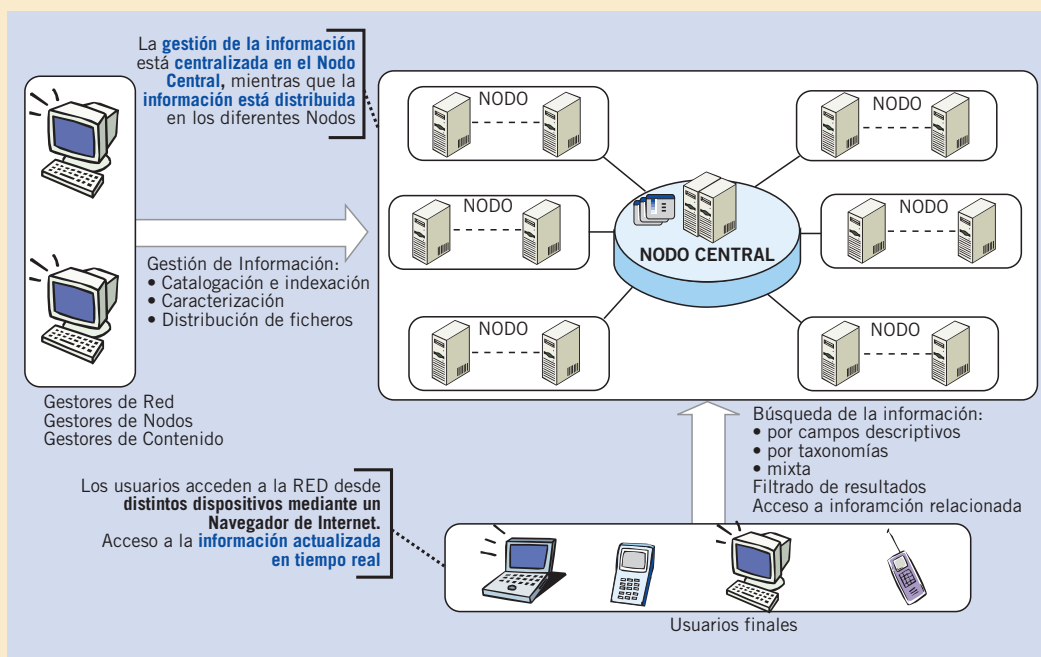 La gestión de la información
está centralizada en el Nodo
Central, mientras que la
información está distribuida
en los diferentes Nodos
NODO
NODO
NODO
NODO
NODO CENTRAL
NODO
NODO
Gestión de Información:
• Catalogación e indexación
• Caracterización
• Distribución de ficheros
Gestores de Red
Gestores de Nodos
Gestores de Contenido
Búsqueda de la información:
• por campos descriptivos
• por taxonomías
• mixta
Filtrado de resultados
Acceso a inforamción relacionada
Los usuarios acceden a la RED desde
distintos dispositivos mediante un
Navegador de Internet.
Acceso a la información actualizada
en tiempo real
Usuarios finales